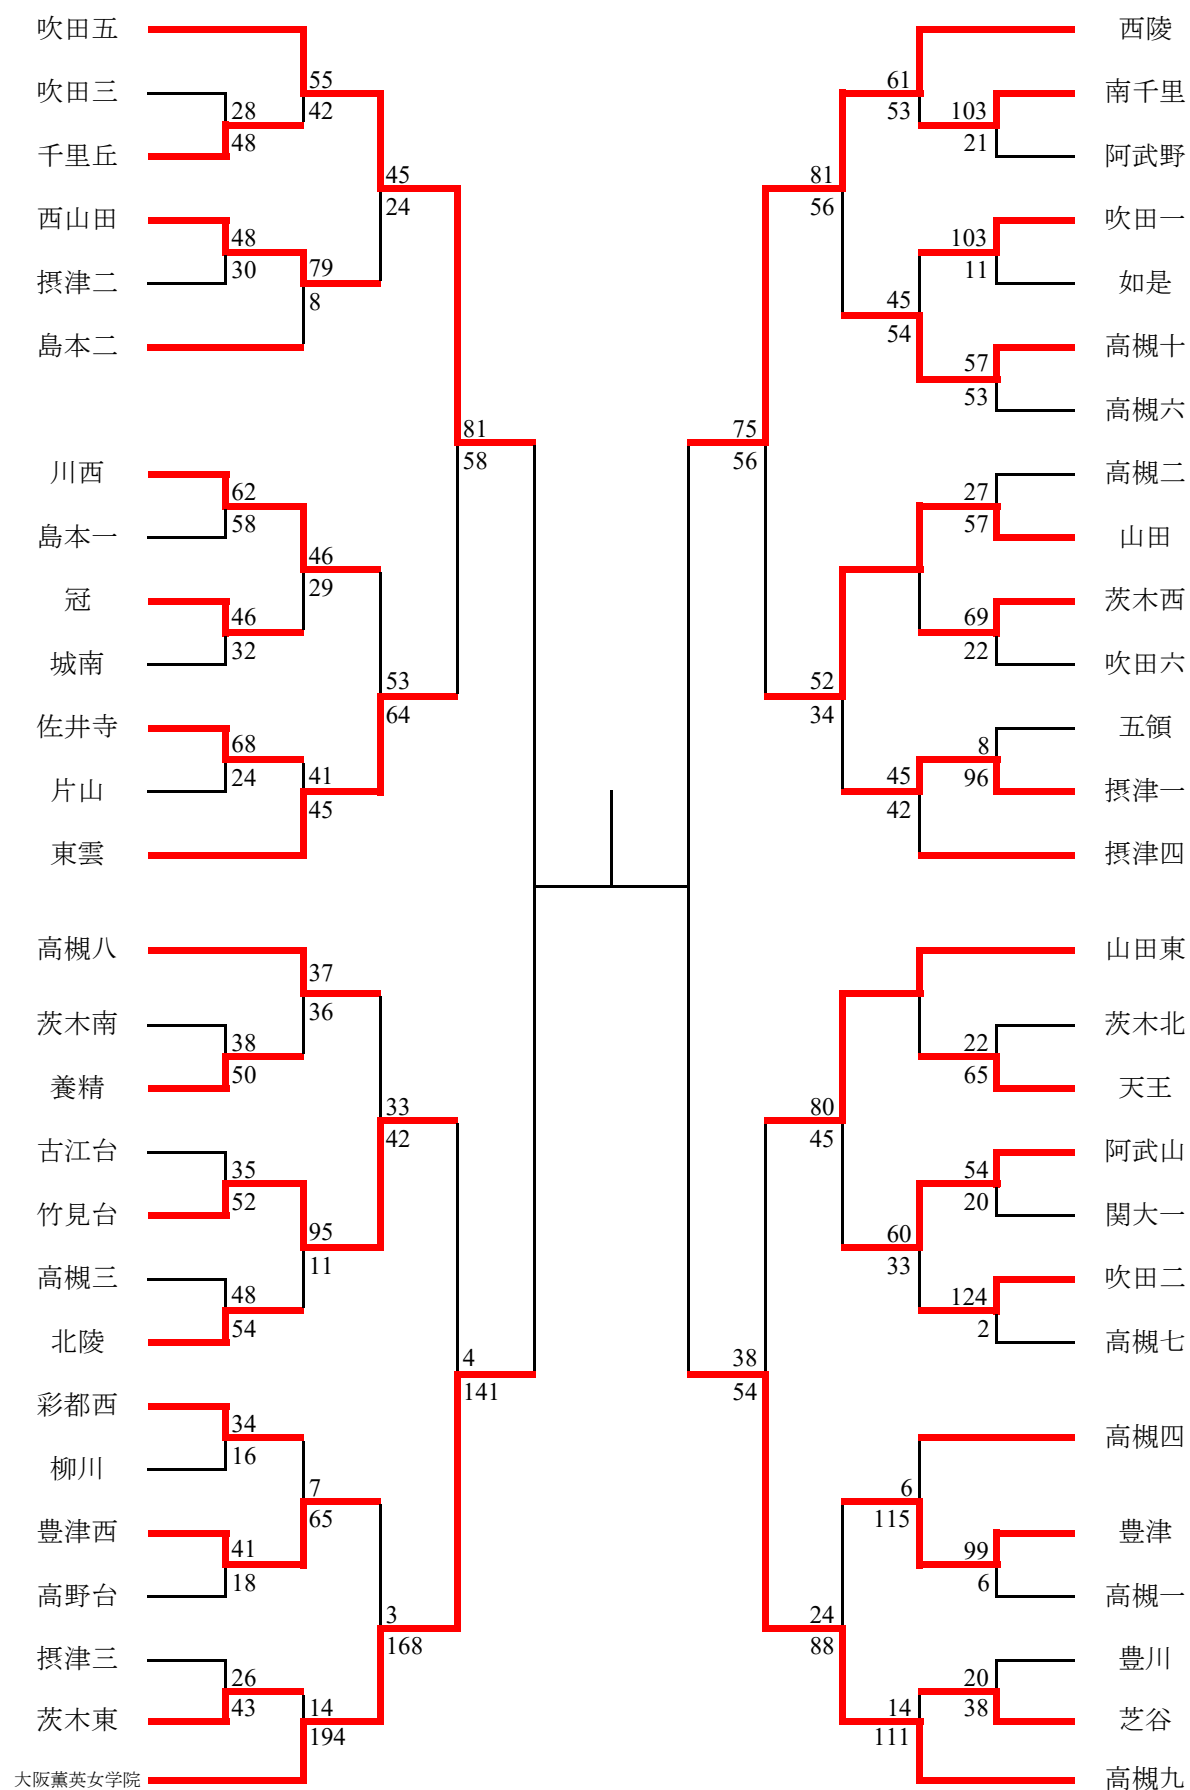 吹田五
55
吹田三
28
42
千里丘
48
45
西山田
24
48
摂津二
30
79
8
島本二
81
58
川西
62
島本一
58
46
29
冠
46
城南
32
53
64
佐井寺
68
片山
24
41
45
東雲
高槻八
37
36
茨木南
38
養精
50
33
42
古江台
35
竹見台
52
95
11
高槻三
48
北陵
54
4
141
彩都西
34
柳川
16
7
65
豊津西
41
高野台
18
3
168
摂津三
26
茨木東
43
14
194
大阪薫英女学院
西陵
61
53
南千里
103
21
阿武野
81
56
吹田一
103
11
如是
45
54
高槻十
57
53
高槻六
75
56
高槻二
27
57
山田
茨木西
69
22
吹田六
52
34
五領
8
96
摂津一
45
42
摂津四
山田東
茨木北
22
65
天王
80
45
阿武山
54
20
関大一
60
33
吹田二
124
2
高槻七
38
54
高槻四
6
115
豊津
99
6
高槻一
24
88
豊川
20
38
芝谷
14
111
高槻九